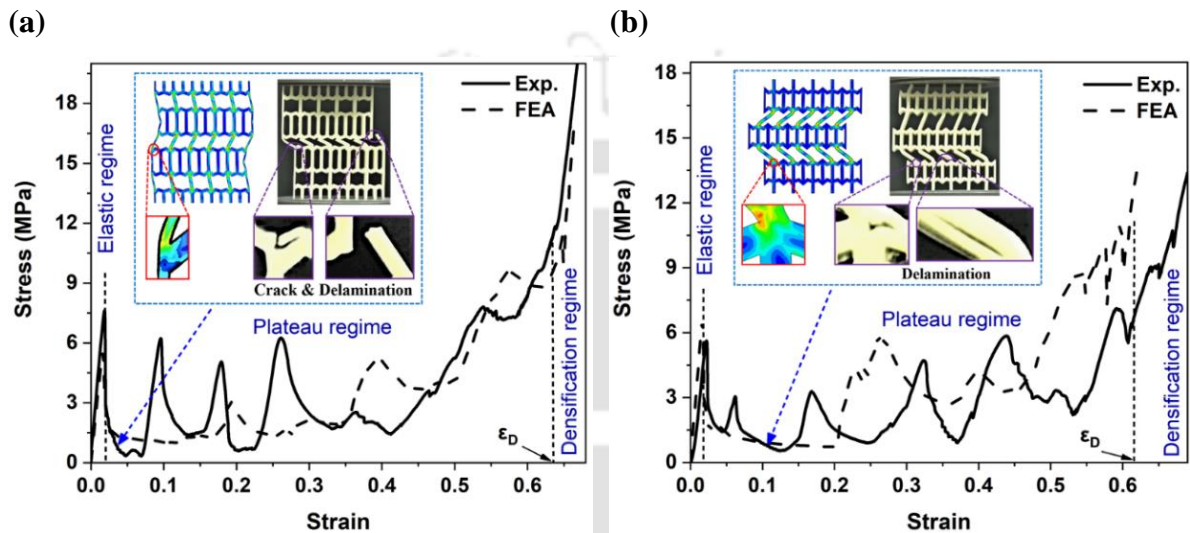 (a)
(b)
18
15
12
9
6
3
0
Stress (MPa)
0.0 0.1 0.2 0.3 0.4 0.5 0.6
Strain
Exp.
FEA
Elastic regime
Crack & Delamination
Plateau regime
Densification regime
εD
18
15
12
9
6
3
0
Stress (MPa)
0.0 0.1 0.2 0.3 0.4 0.5 0.6
Strain
Exp.
FEA
Elastic regime
Delamination
Plateau regime
Densification regime
εD